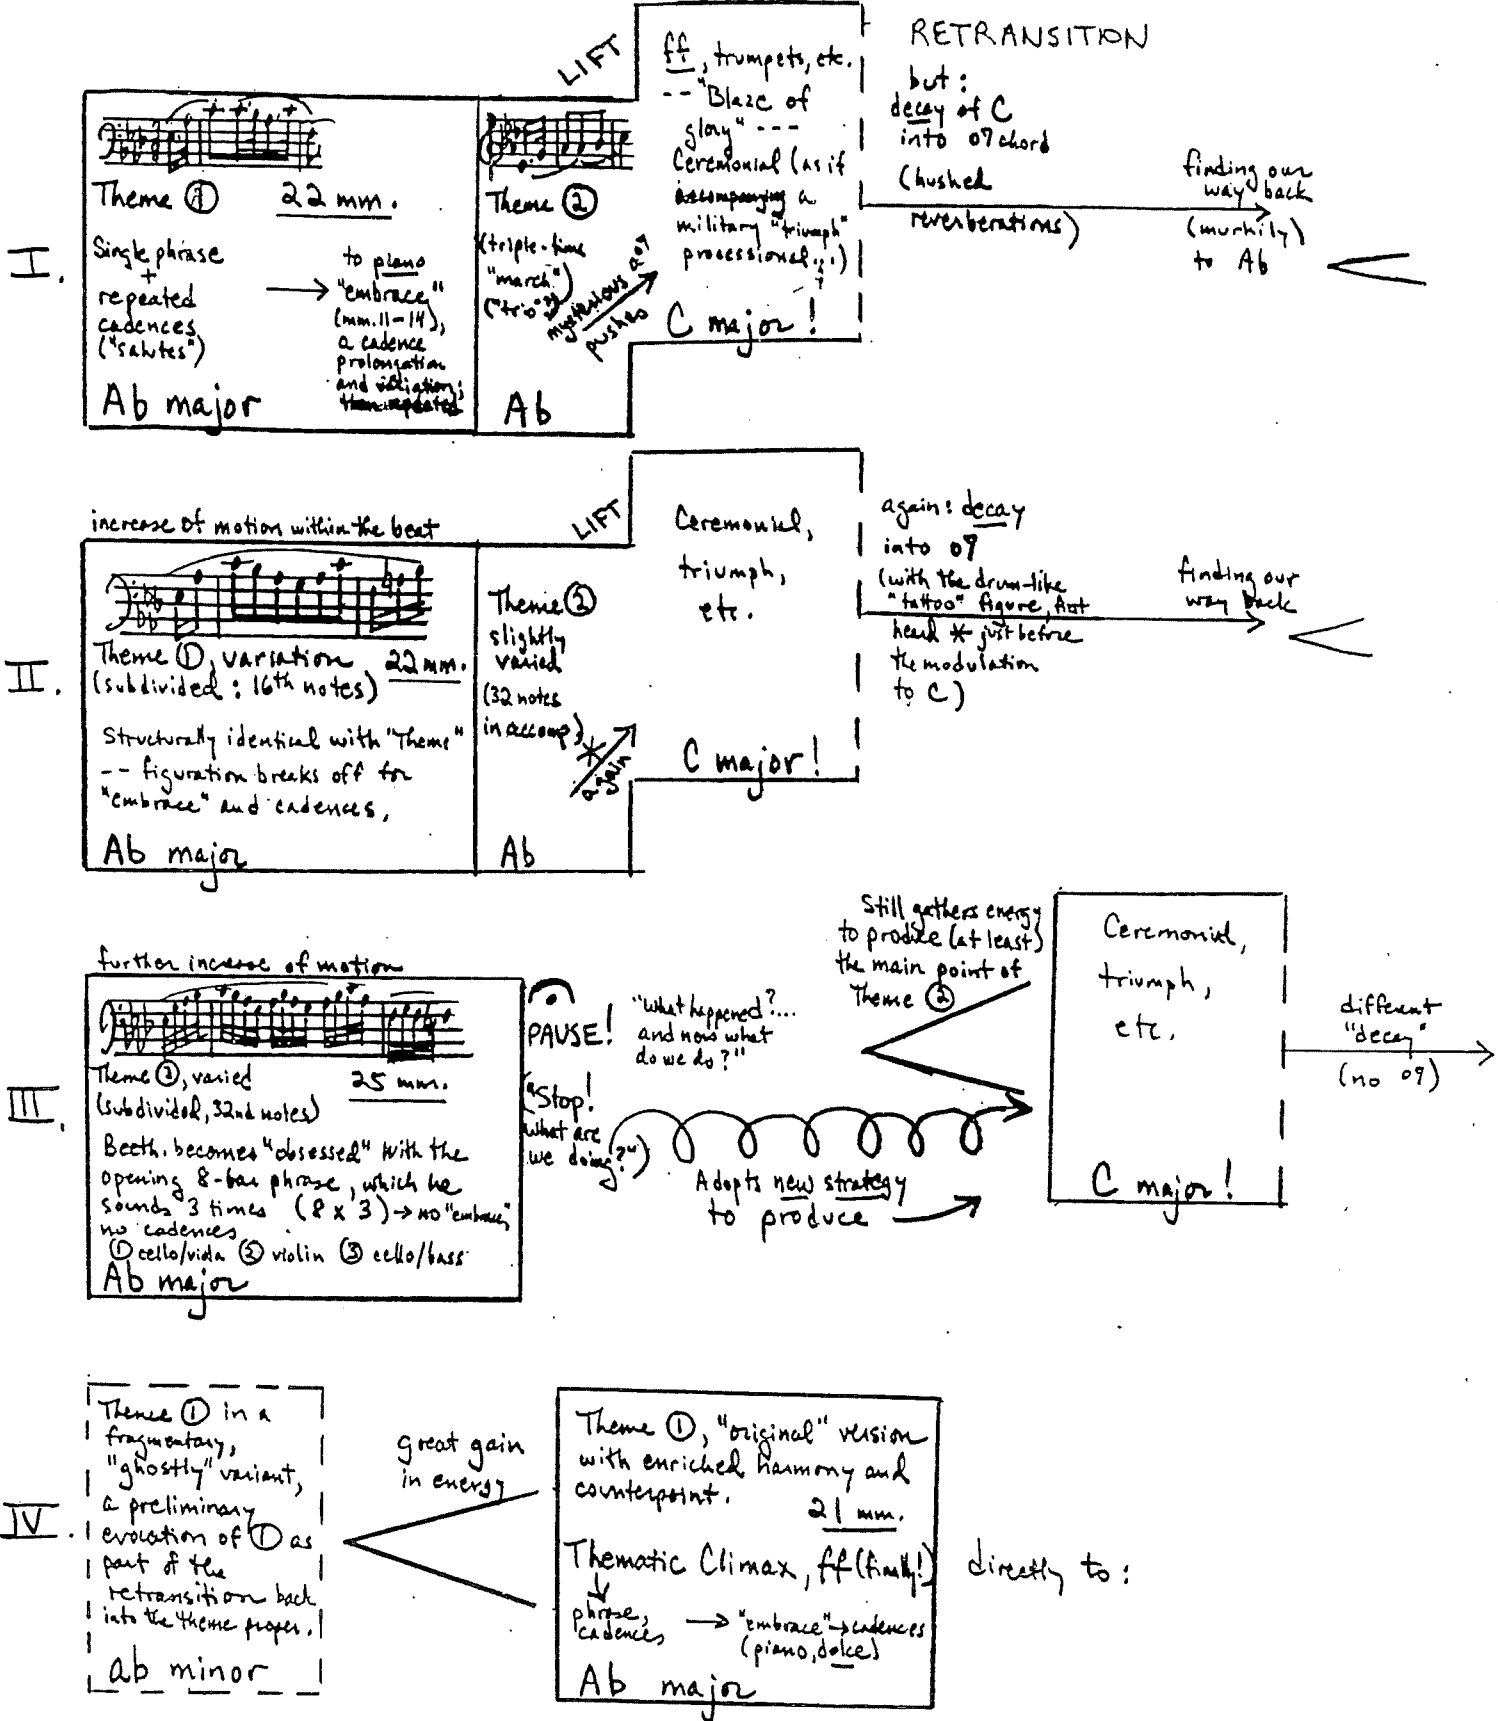 I.
Theme ①
22 mm.
Single phrase
+
repeated
cadences
("salutes")
to piano
"embrace"
(mm. 11-14),
a cadence
prolongation
and variation;
then repeated
Ab major
Theme ②
(triple-time
"march")
("trio"?)
Ab
LIFT
mysterious o7
pushes
ff, trumpets, etc.
-- "Blaze of
glory" ---
Ceremonial (as if
accompanying a
military "triumph"
processional...)
?
C major!
RETRANSITION
but:
decay of C
into o7 chord
(hushed
reverberations)
finding our
way back
(murkily)
to Ab
II.
increase of motion within the beat
Theme ①, variation
22 mm.
(subdivided: 16th notes)
Structurally identical with "Theme"
-- figuration breaks off for
"embrace" and cadences.
Ab major
Theme ②
slightly
varied
(32 notes
in accomp)
*
again
Ab
LIFT
Ceremonial,
triumph,
etc.
C major!
again: decay
into o7
(with the drum-like
"tattoo" figure, first
heard * just before
the modulation
to C)
finding our
way back
III.
further increase of motion
Theme ①, varied
25 mm.
(subdivided, 32nd notes)
Beeth. becomes "obsessed" with the
opening 8-bar phrase, which he
sounds 3 times (8 x 3) → no "embrace,"
no cadences
① cello/viola ② violin ③ cello/bass
Ab major
PAUSE!
("Stop!
what are
we doing?")
"What happened?...
and now what
do we do?"
Still gathers energy
to produce (at least)
the main point of
Theme ②
Adopts new strategy
to produce
Ceremonial,
triumph,
etc.
C major!
different
"decay"
(no o7)
IV.
Theme ① in a
fragmentary,
"ghostly" variant,
a preliminary
evocation of ① as
part of the
retransition back
into the theme proper.
ab minor
great gain
in energy
Theme ①, "original" version
with enriched harmony and
counterpoint.
21 mm.
Thematic Climax, ff (finally!)
phrase,
cadences
→ "embrace" → cadences
(piano, dolce)
Ab major
directly to: